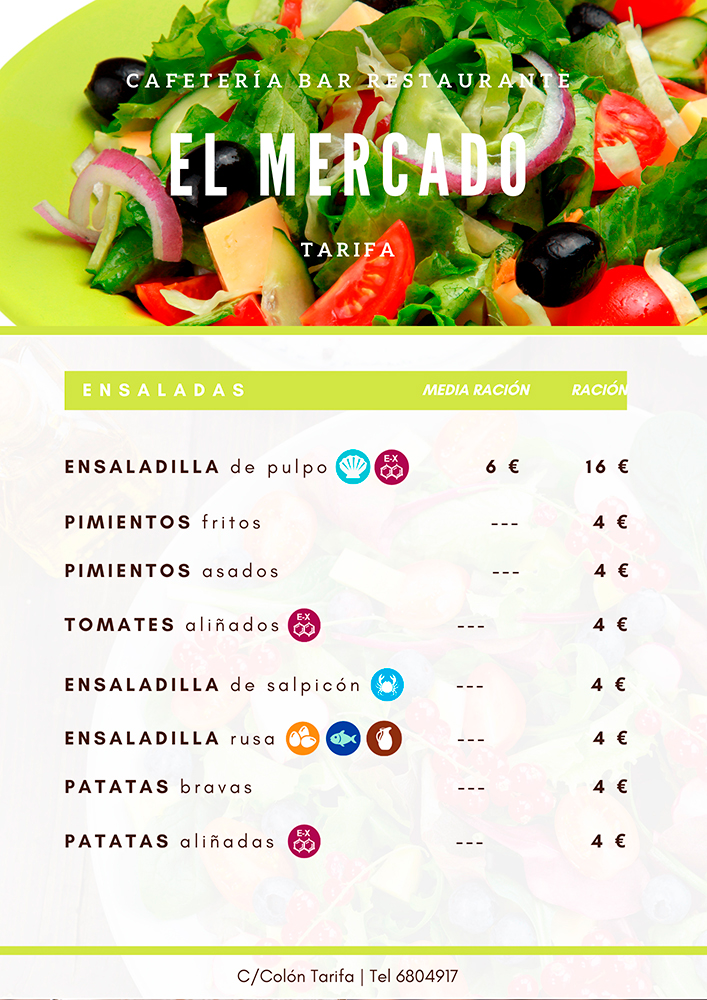 CAFETERÍA BAR RESTAURANTE
EL MERCADO
TARIFA
ENSALADAS MEDIA RACIÓN RACIÓN
ENSALADILLA de pulpo E-X 6 € 16 €
PIMIENTOS fritos --- 4 €
PIMIENTOS asados --- 4 €
TOMATES aliñados E-X --- 4 €
ENSALADILLA de salpicón --- 4 €
ENSALADILLA rusa --- 4 €
PATATAS bravas --- 4 €
PATATAS aliñadas E-X --- 4 €
C/Colón Tarifa | Tel 6804917